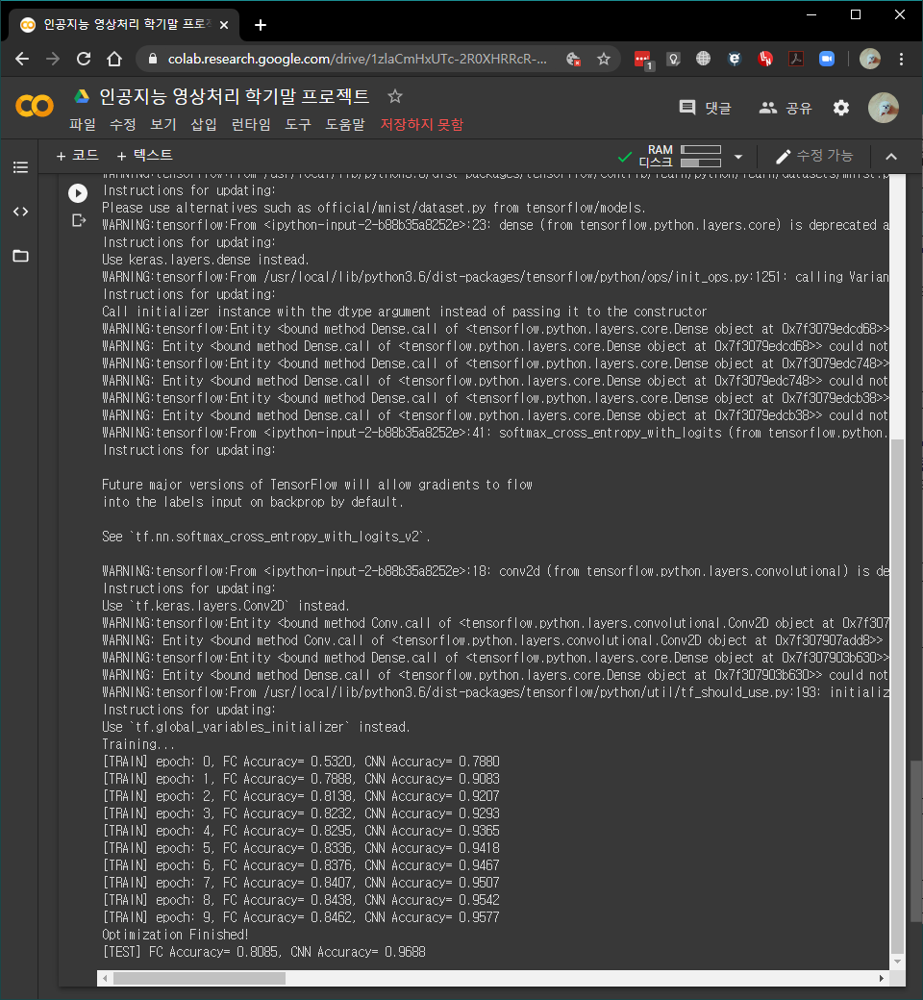 인공지능 영상처리 학기말 프로젝
colab.research.google.com/drive/1zlaCmHxUTc-2R0XHRRcR-...
1
인공지능 영상처리 학기말 프로젝트
댓글
공유
파일 수정 보기 삽입 런타임 도구 도움말 저장하지 못함
+ 코드 + 텍스트
RAM
디스크
수정 가능
WARNING:tensorflow:From /usr/local/lib/python3.6/dist-packages/tensorflow/contrib/learn/python/learn/datasets/mnist.p
Instructions for updating:
Please use alternatives such as official/mnist/dataset.py from tensorflow/models.
WARNING:tensorflow:From <ipython-input-2-b88b35a8252e>:23: dense (from tensorflow.python.layers.core) is deprecated a
Instructions for updating:
Use keras.layers.dense instead.
WARNING:tensorflow:From /usr/local/lib/python3.6/dist-packages/tensorflow/python/ops/init_ops.py:1251: calling Varian
Instructions for updating:
Call initializer instance with the dtype argument instead of passing it to the constructor
WARNING:tensorflow:Entity <bound method Dense.call of <tensorflow.python.layers.core.Dense object at 0x7f3079edcd68>>
WARNING: Entity <bound method Dense.call of <tensorflow.python.layers.core.Dense object at 0x7f3079edcd68>> could not
WARNING:tensorflow:Entity <bound method Dense.call of <tensorflow.python.layers.core.Dense object at 0x7f3079edc748>>
WARNING: Entity <bound method Dense.call of <tensorflow.python.layers.core.Dense object at 0x7f3079edc748>> could not
WARNING:tensorflow:Entity <bound method Dense.call of <tensorflow.python.layers.core.Dense object at 0x7f3079edcb38>>
WARNING: Entity <bound method Dense.call of <tensorflow.python.layers.core.Dense object at 0x7f3079edcb38>> could not
WARNING:tensorflow:From <ipython-input-2-b88b35a8252e>:41: softmax_cross_entropy_with_logits (from tensorflow.python.
Instructions for updating:
Future major versions of TensorFlow will allow gradients to flow
into the labels input on backprop by default.
See `tf.nn.softmax_cross_entropy_with_logits_v2`.
WARNING:tensorflow:From <ipython-input-2-b88b35a8252e>:18: conv2d (from tensorflow.python.layers.convolutional) is de
Instructions for updating:
Use `tf.keras.layers.Conv2D` instead.
WARNING:tensorflow:Entity <bound method Conv.call of <tensorflow.python.layers.convolutional.Conv2D object at 0x7f307
WARNING: Entity <bound method Conv.call of <tensorflow.python.layers.convolutional.Conv2D object at 0x7f307907add8>>
WARNING:tensorflow:Entity <bound method Dense.call of <tensorflow.python.layers.core.Dense object at 0x7f307903b630>>
WARNING: Entity <bound method Dense.call of <tensorflow.python.layers.core.Dense object at 0x7f307903b630>> could not
WARNING:tensorflow:From /usr/local/lib/python3.6/dist-packages/tensorflow/python/util/tf_should_use.py:193: initializ
Instructions for updating:
Use `tf.global_variables_initializer` instead.
Training...
[TRAIN] epoch: 0, FC Accuracy= 0.5320, CNN Accuracy= 0.7880
[TRAIN] epoch: 1, FC Accuracy= 0.7888, CNN Accuracy= 0.9083
[TRAIN] epoch: 2, FC Accuracy= 0.8138, CNN Accuracy= 0.9207
[TRAIN] epoch: 3, FC Accuracy= 0.8232, CNN Accuracy= 0.9293
[TRAIN] epoch: 4, FC Accuracy= 0.8295, CNN Accuracy= 0.9365
[TRAIN] epoch: 5, FC Accuracy= 0.8336, CNN Accuracy= 0.9418
[TRAIN] epoch: 6, FC Accuracy= 0.8376, CNN Accuracy= 0.9467
[TRAIN] epoch: 7, FC Accuracy= 0.8407, CNN Accuracy= 0.9507
[TRAIN] epoch: 8, FC Accuracy= 0.8438, CNN Accuracy= 0.9542
[TRAIN] epoch: 9, FC Accuracy= 0.8462, CNN Accuracy= 0.9577
Optimization Finished!
[TEST] FC Accuracy= 0.8085, CNN Accuracy= 0.9688